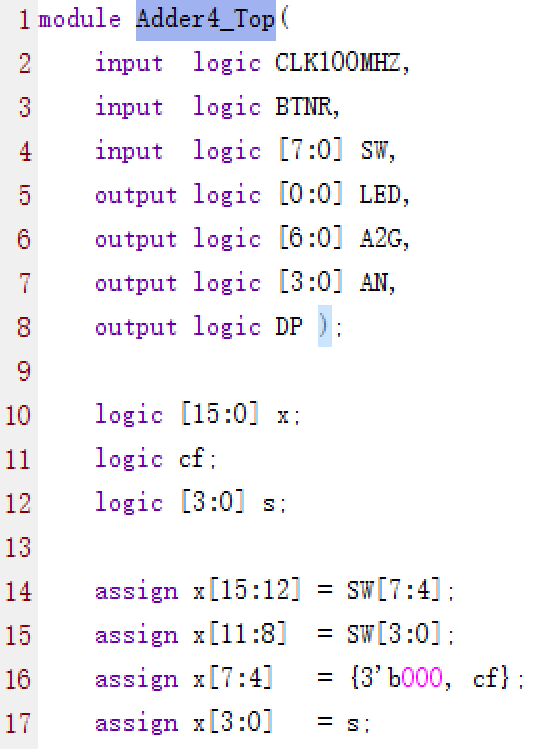 1 module Adder4_Top(
2     input  logic CLK100MHZ,
3     input  logic BTNR,
4     input  logic [7:0] SW,
5     output logic [0:0] LED,
6     output logic [6:0] A2G,
7     output logic [3:0] AN,
8     output logic DP );
9
10     logic [15:0] x;
11     logic cf;
12     logic [3:0] s;
13
14     assign x[15:12] = SW[7:4];
15     assign x[11:8]  = SW[3:0];
16     assign x[7:4]   = {3'b000, cf};
17     assign x[3:0]   = s;